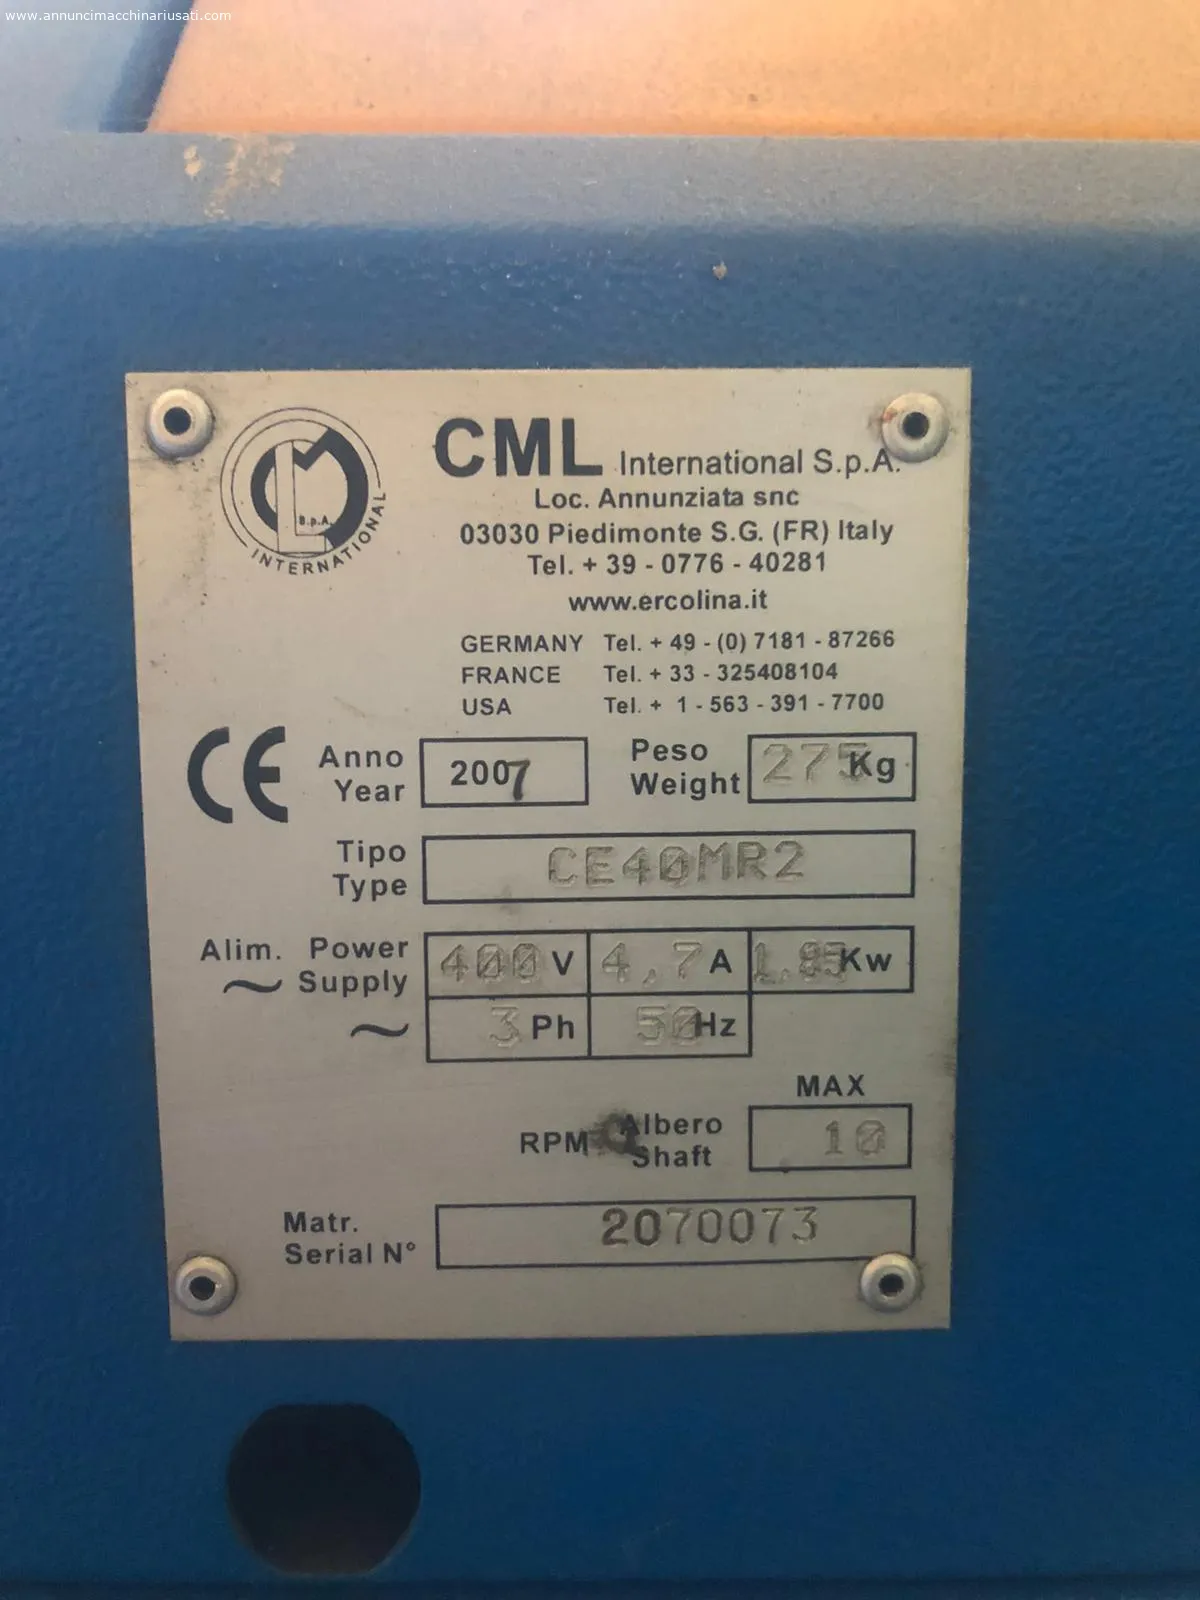 www.annuncimacchinariusati.com
CML International S.p.A.
Loc. Annunziata snc
03030 Piedimonte S.G. (FR) Italy
Tel. + 39 - 0776 - 40281
www.ercolina.it
S.p.A.
INTERNATIONAL
GERMANY Tel. + 49 - (0) 7181 - 87266
FRANCE Tel. + 33 - 325408104
USA Tel. + 1 - 563 - 391 - 7700
CE
Anno
Year
2007
Peso
Weight
275 Kg
Tipo
Type
CE40MR2
Alim. Power
~ Supply
400 V 4,7 A 1,85 Kw
~
3 Ph 50 Hz
MAX
RPM
Albero
Shaft
10
Matr.
Serial N°
2070073